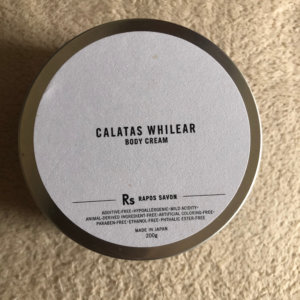 CALATAS WHILEAR
BODY CREAM
Rs RAPOS SAVON
ADDITIVE-FREE·HYPOALLERGENIC·MILD ACIDITY·
ANIMAL-DERIVED INGREDIENT-FREE·ARTIFICIAL COLORING-FREE·
PARABEN-FREE·ETHANOL-FREE·PHTHALIC ESTER-FREE
MADE IN JAPAN
200g